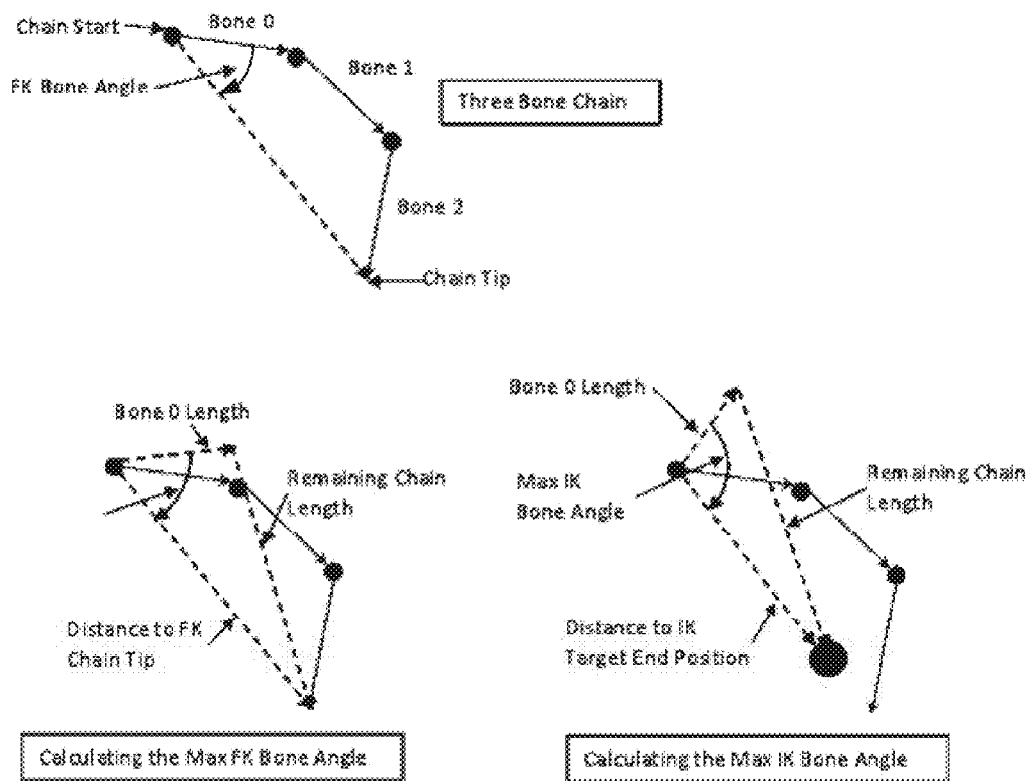 Chain Start
Bone 0
FK Bone Angle
Bone 1
Three Bone Chain
Bone 2
Chain Tip
Bone 0 Length
Remaining Chain
Length
Distance to FK
Chain Tip
Calculating the Max FK Bone Angle
Bone 0 Length
Max IK
Bone Angle
Remaining Chain
Length
Distance to IK
Target End Position
Calculating the Max IK Bone Angle